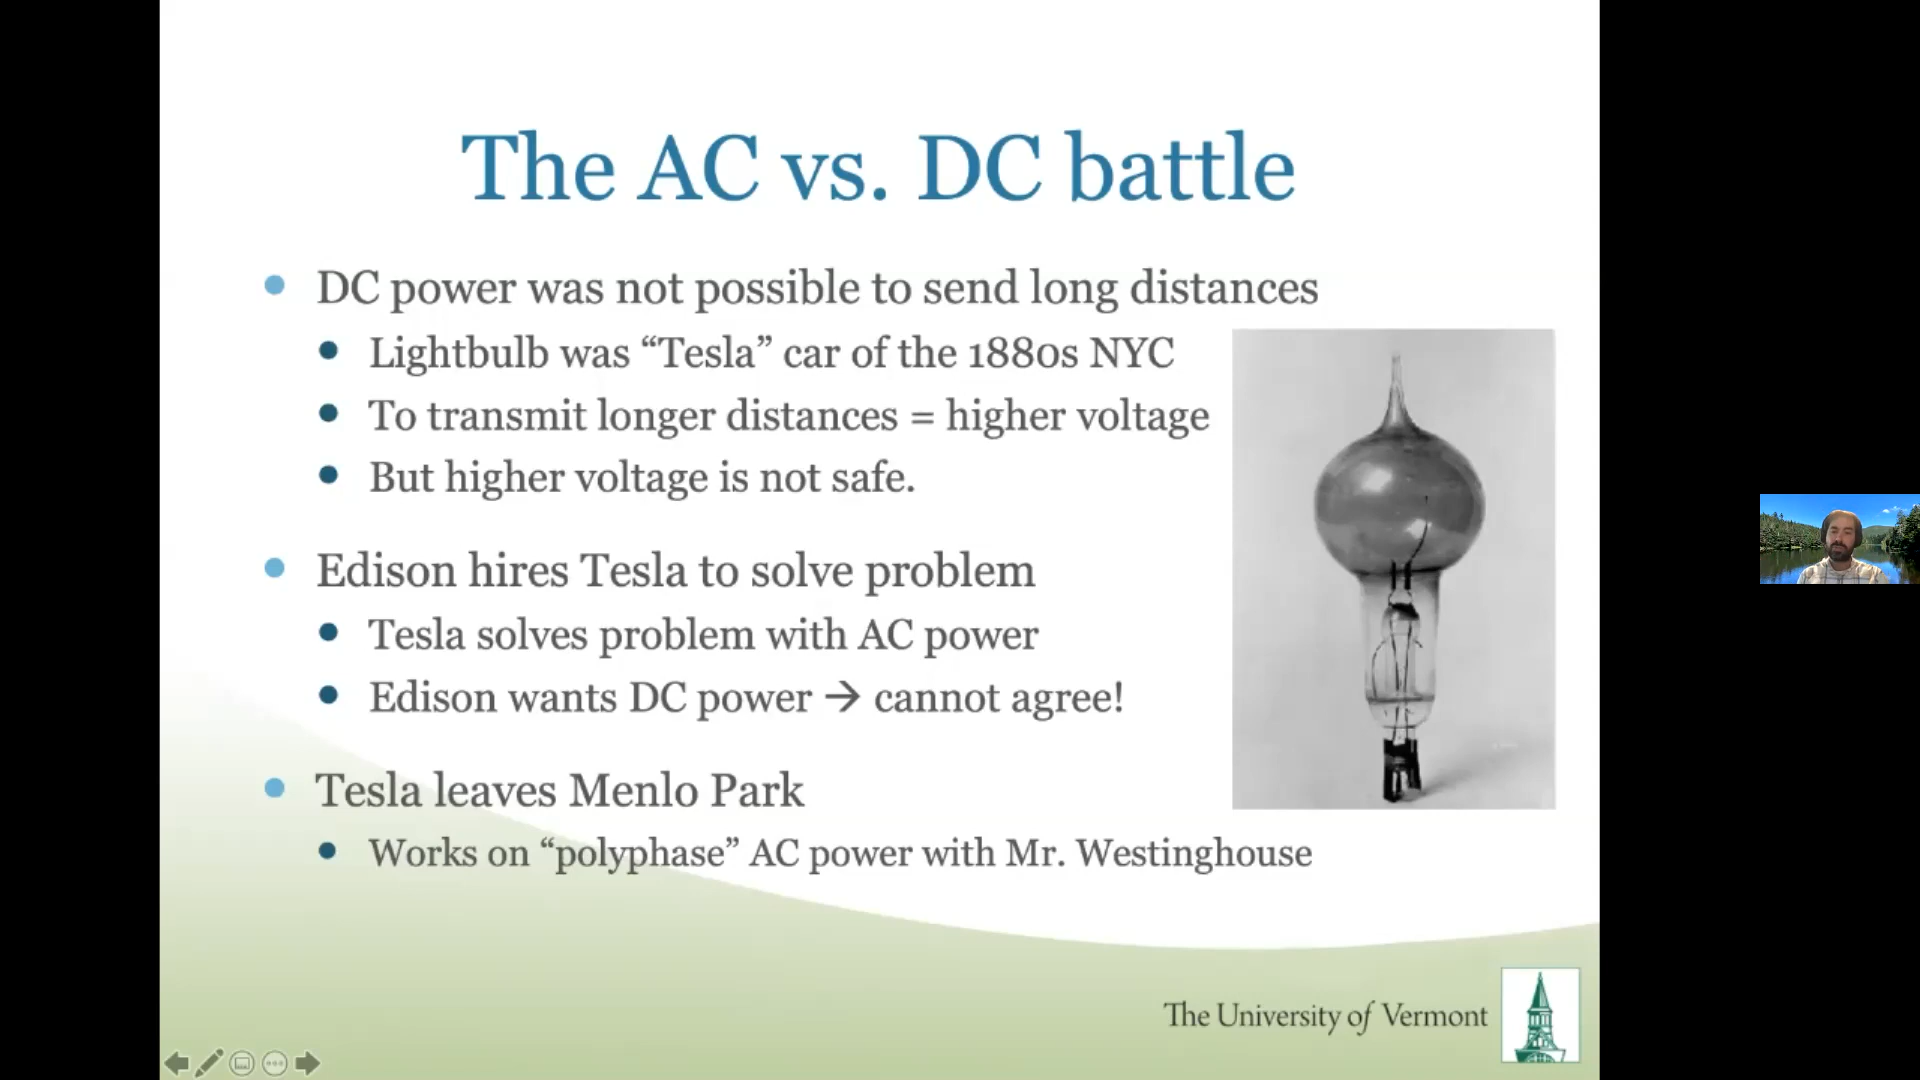 The AC vs. DC battle
DC power was not possible to send long distances
Lightbulb was “Tesla” car of the 1880s NYC
To transmit longer distances = higher voltage
But higher voltage is not safe.
Edison hires Tesla to solve problem
Tesla solves problem with AC power
Edison wants DC power → cannot agree!
Tesla leaves Menlo Park
Works on “polyphase” AC power with Mr. Westinghouse
The University of Vermont